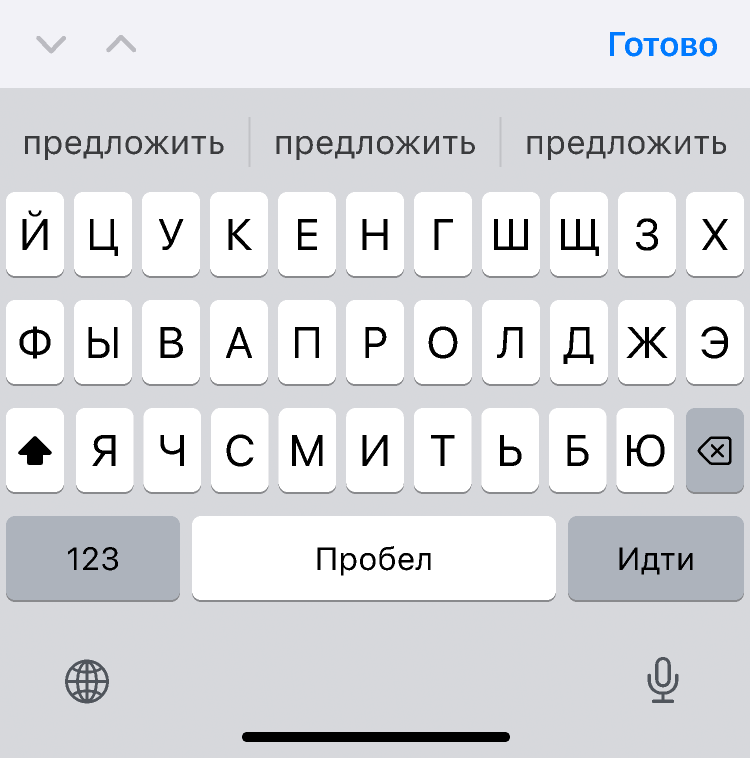 Готово
предложить предложить предложить
Й Ц У К Е Н Г Ш Щ З Х
Ф Ы В А П Р О Л Д Ж Э
Я Ч С М И Т Ь Б Ю
123 Пробел Идти